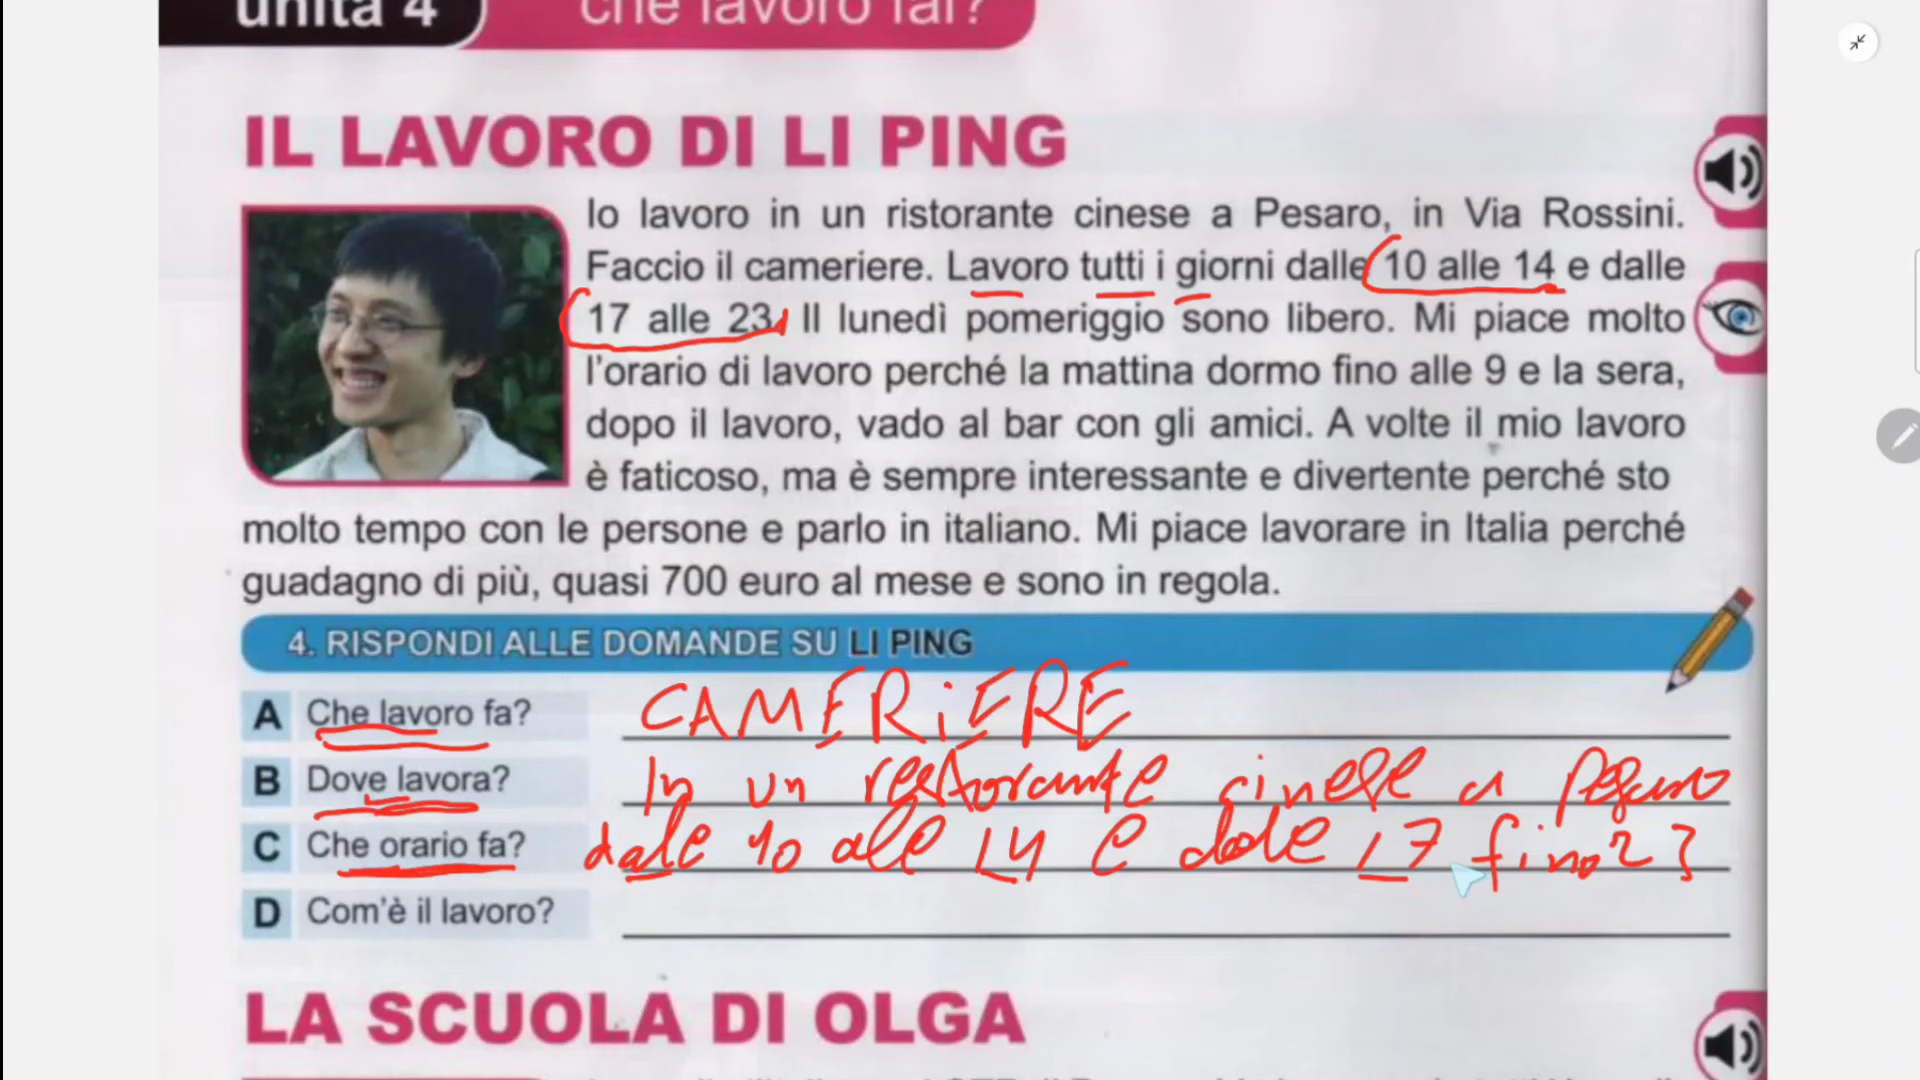 unità 4 che lavoro fai?
IL LAVORO DI LI PING
Io lavoro in un ristorante cinese a Pesaro, in Via Rossini.
Faccio il cameriere. Lavoro tutti i giorni dalle 10 alle 14 e dalle
17 alle 23. Il lunedì pomeriggio sono libero. Mi piace molto
l'orario di lavoro perché la mattina dormo fino alle 9 e la sera,
dopo il lavoro, vado al bar con gli amici. A volte il mio lavoro
è faticoso, ma è sempre interessante e divertente perché sto
molto tempo con le persone e parlo in italiano. Mi piace lavorare in Italia perché
guadagno di più, quasi 700 euro al mese e sono in regola.
4. RISPONDI ALLE DOMANDE SU LI PING
A Che lavoro fa? CAMERIERE
B Dove lavora? In un restorante cinese a Pesaro
C Che orario fa? dale 10 alle 14 e dale 17 fino 23
D Com'è il lavoro?
LA SCUOLA DI OLGA